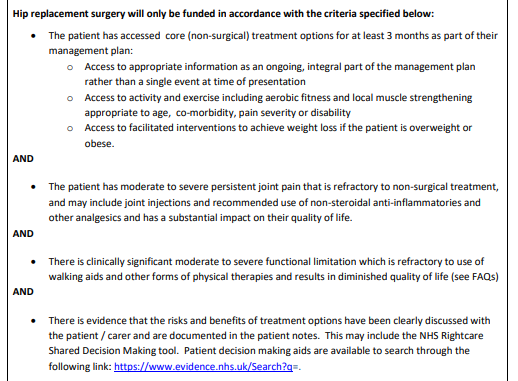 Hip replacement surgery will only be funded in accordance with the criteria specified below:
• The patient has accessed core (non-surgical) treatment options for at least 3 months as part of their
management plan:
o Access to appropriate information as an ongoing, integral part of the management plan
rather than a single event at time of presentation
o Access to activity and exercise including aerobic fitness and local muscle strengthening
appropriate to age, co-morbidity, pain severity or disability
o Access to facilitated interventions to achieve weight loss if the patient is overweight or
obese.
AND
• The patient has moderate to severe persistent joint pain that is refractory to non-surgical treatment,
and may include joint injections and recommended use of non-steroidal anti-inflammatories and
other analgesics and has a substantial impact on their quality of life.
AND
• There is clinically significant moderate to severe functional limitation which is refractory to use of
walking aids and other forms of physical therapies and results in diminished quality of life (see FAQs)
AND
• There is evidence that the risks and benefits of treatment options have been clearly discussed with
the patient / carer and are documented in the patient notes. This may include the NHS Rightcare
Shared Decision Making tool. Patient decision making aids are available to search through the
following link: https://www.evidence.nhs.uk/Search?q=.